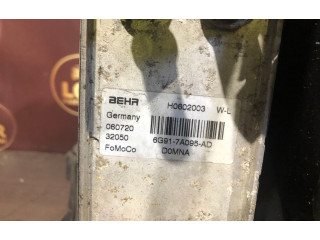 BEHR H0602003 W-L
Germany
060720
32050 6G91-7A095-AD
FoMoCo D0MNA